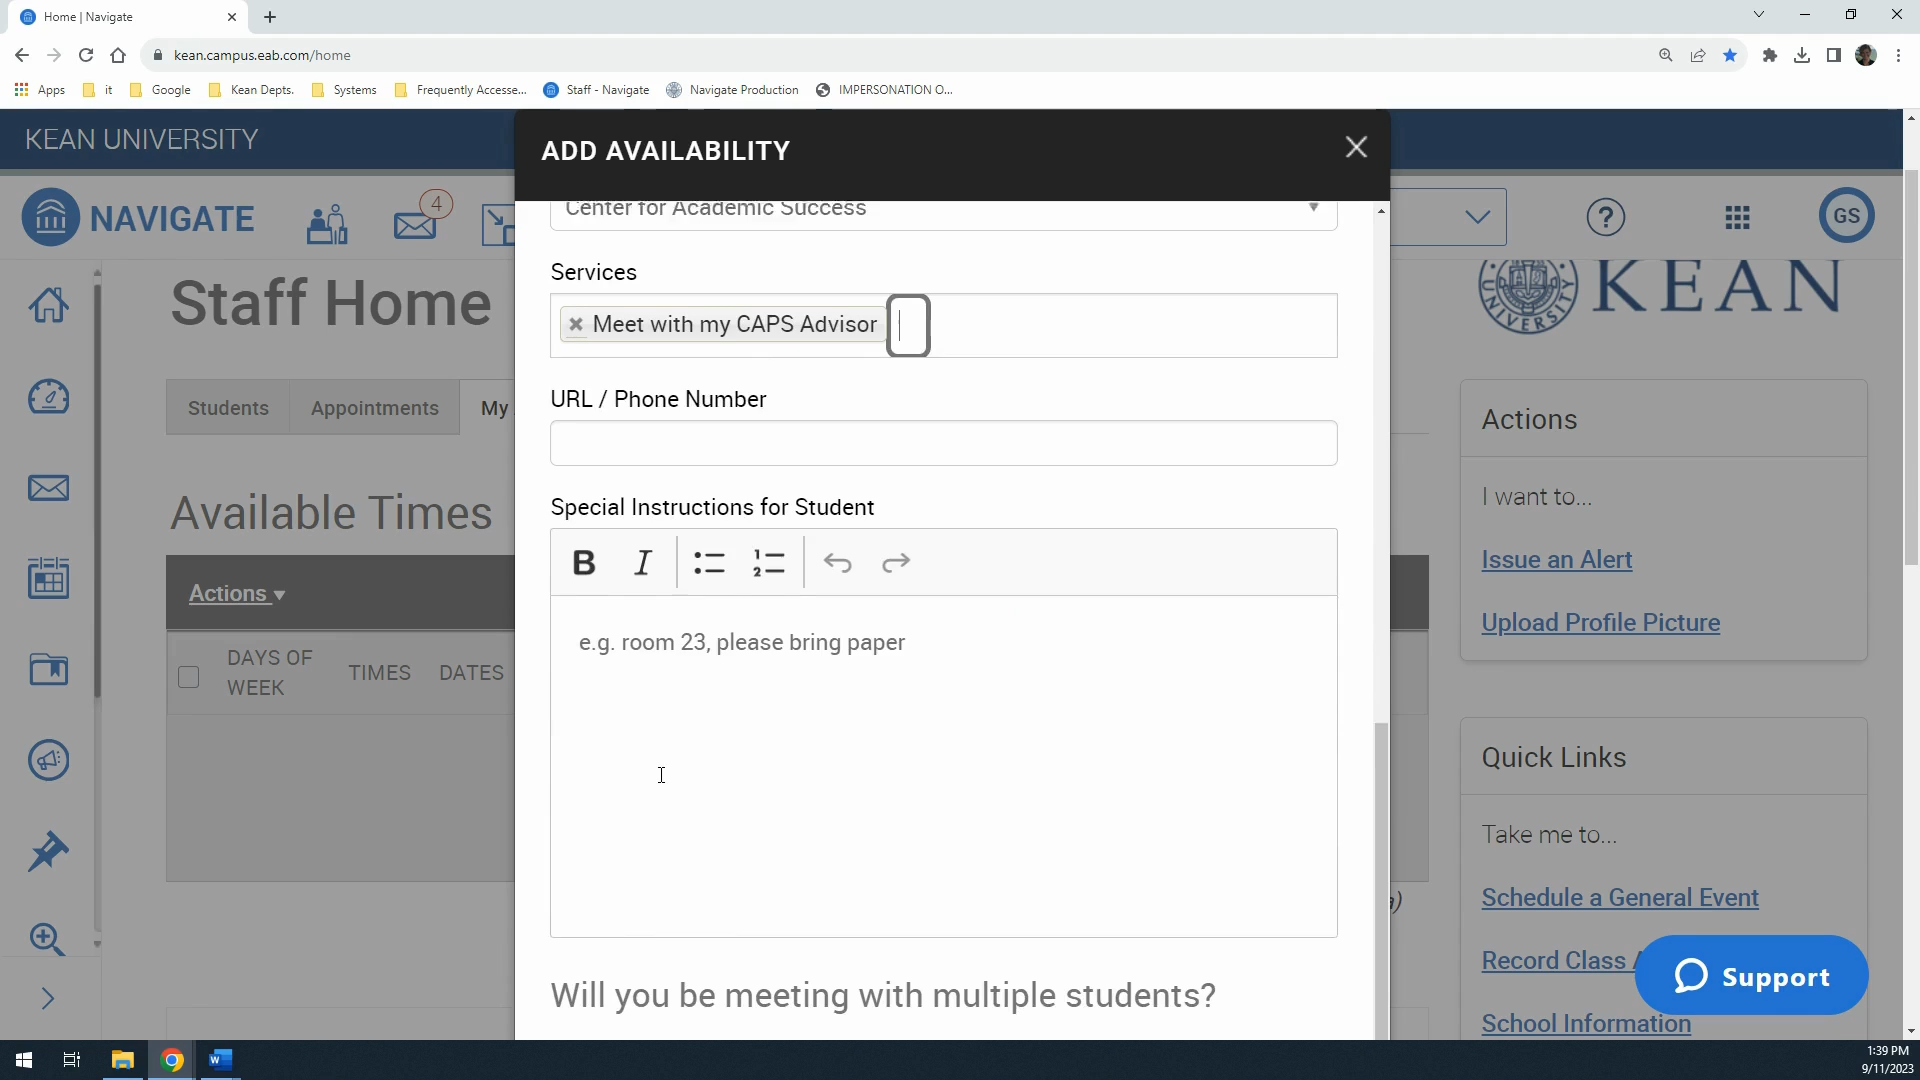 Home | Navigate
kean.campus.eab.com/home
Apps it Google Kean Depts. Systems Frequently Accesse... Staff - Navigate Navigate Production IMPERSONATION O...
KEAN UNIVERSITY
ADD AVAILABILITY
NAVIGATE
4
GS
Center for Academic Success
Services
Meet with my CAPS Advisor
URL / Phone Number
Special Instructions for Student
B I
e.g. room 23, please bring paper
Will you be meeting with multiple students?
Staff Home
Students Appointments My
Available Times
Actions
DAYS OF WEEK TIMES DATES
UNIVERSITY
KEAN
Actions
I want to...
Issue an Alert
Upload Profile Picture
Quick Links
Take me to...
Schedule a General Event
Record Class
School Information
Support
1:39 PM
9/11/2023